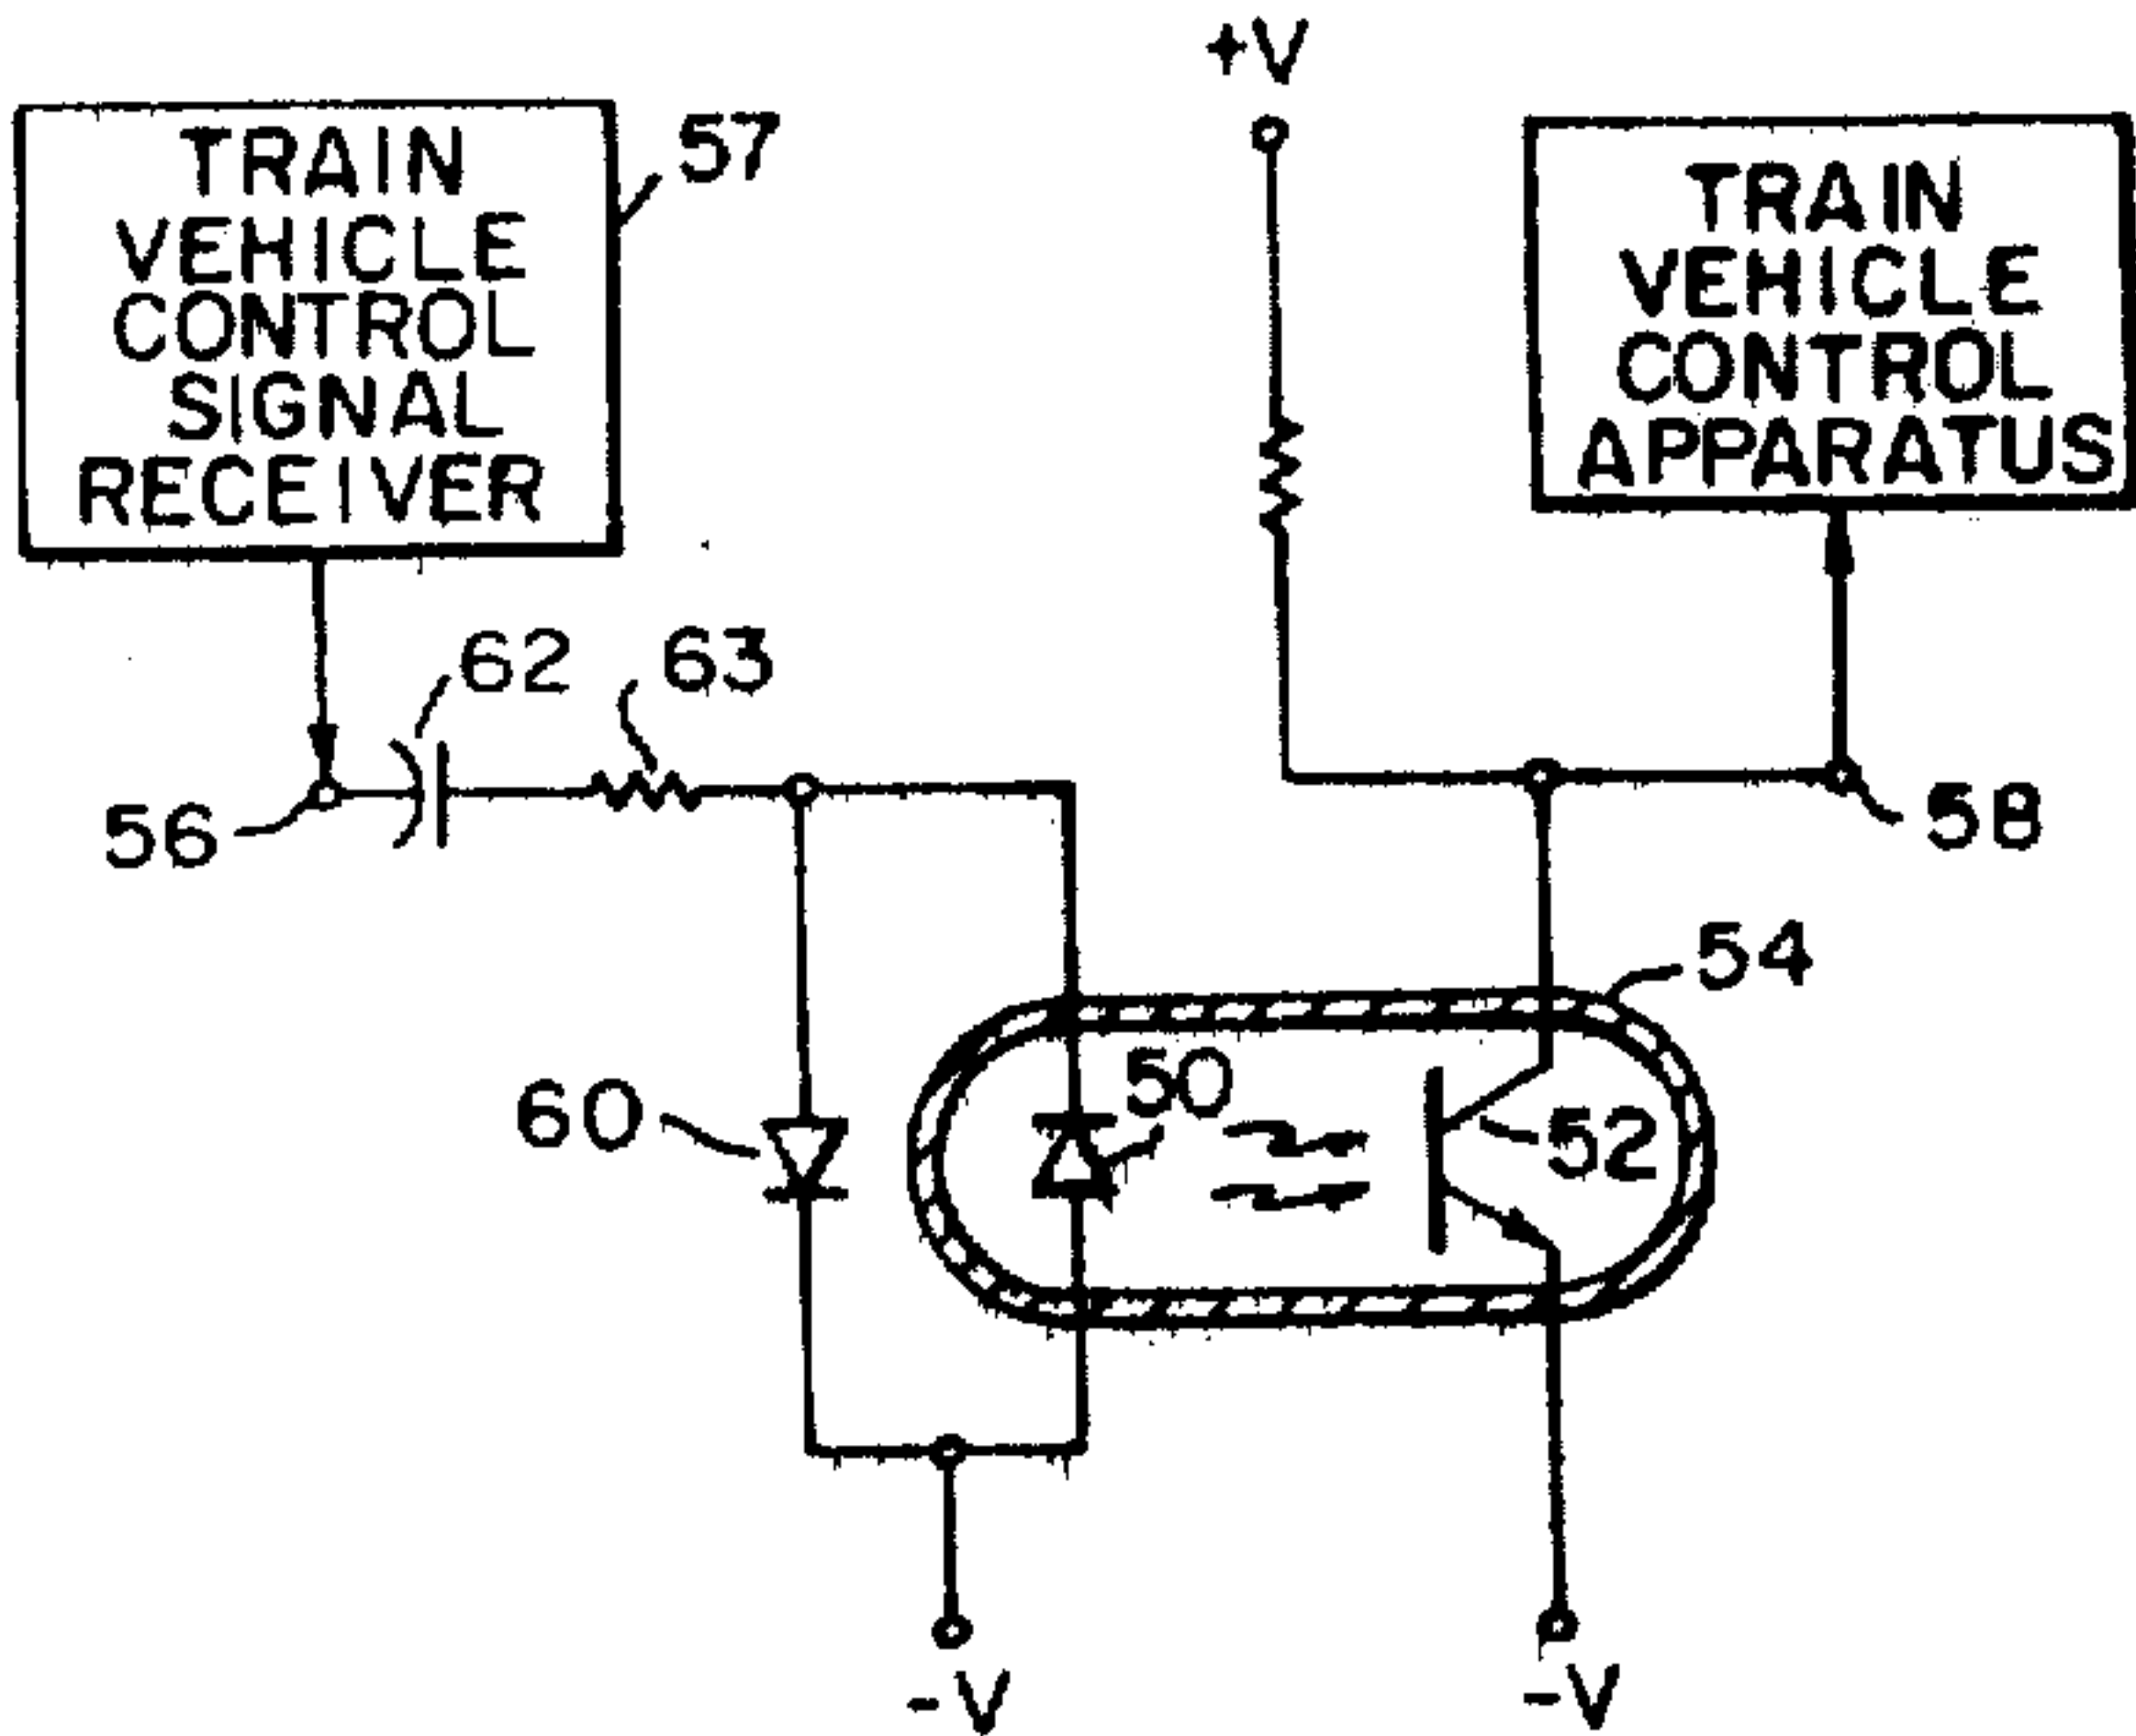 +V
TRAIN
VEHICLE
CONTROL
SIGNAL
RECEIVER
57
TRAIN
VEHICLE
CONTROL
APPARATUS
62
63
56
58
54
60
50
52
-V
-V